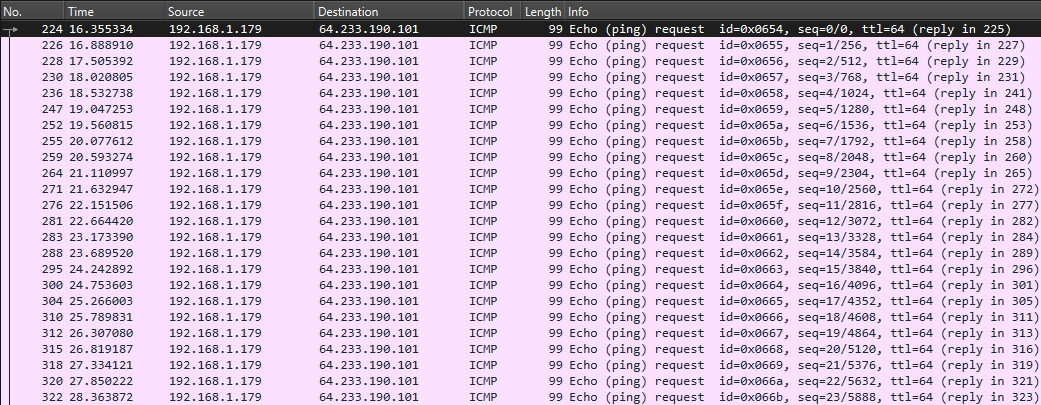 No. Time Source Destination Protocol Length Info
224 16.355334 192.168.1.179 64.233.190.101 ICMP 99 Echo (ping) request id=0x0654, seq=0/0, ttl=64 (reply in 225)
226 16.888910 192.168.1.179 64.233.190.101 ICMP 99 Echo (ping) request id=0x0655, seq=1/256, ttl=64 (reply in 227)
228 17.505392 192.168.1.179 64.233.190.101 ICMP 99 Echo (ping) request id=0x0656, seq=2/512, ttl=64 (reply in 229)
230 18.020805 192.168.1.179 64.233.190.101 ICMP 99 Echo (ping) request id=0x0657, seq=3/768, ttl=64 (reply in 231)
236 18.532738 192.168.1.179 64.233.190.101 ICMP 99 Echo (ping) request id=0x0658, seq=4/1024, ttl=64 (reply in 241)
247 19.047253 192.168.1.179 64.233.190.101 ICMP 99 Echo (ping) request id=0x0659, seq=5/1280, ttl=64 (reply in 248)
252 19.560815 192.168.1.179 64.233.190.101 ICMP 99 Echo (ping) request id=0x065a, seq=6/1536, ttl=64 (reply in 253)
255 20.077612 192.168.1.179 64.233.190.101 ICMP 99 Echo (ping) request id=0x065b, seq=7/1792, ttl=64 (reply in 258)
259 20.593274 192.168.1.179 64.233.190.101 ICMP 99 Echo (ping) request id=0x065c, seq=8/2048, ttl=64 (reply in 260)
264 21.110997 192.168.1.179 64.233.190.101 ICMP 99 Echo (ping) request id=0x065d, seq=9/2304, ttl=64 (reply in 265)
271 21.632947 192.168.1.179 64.233.190.101 ICMP 99 Echo (ping) request id=0x065e, seq=10/2560, ttl=64 (reply in 272)
276 22.151506 192.168.1.179 64.233.190.101 ICMP 99 Echo (ping) request id=0x065f, seq=11/2816, ttl=64 (reply in 277)
281 22.664420 192.168.1.179 64.233.190.101 ICMP 99 Echo (ping) request id=0x0660, seq=12/3072, ttl=64 (reply in 282)
283 23.173390 192.168.1.179 64.233.190.101 ICMP 99 Echo (ping) request id=0x0661, seq=13/3328, ttl=64 (reply in 284)
288 23.689520 192.168.1.179 64.233.190.101 ICMP 99 Echo (ping) request id=0x0662, seq=14/3584, ttl=64 (reply in 289)
295 24.242892 192.168.1.179 64.233.190.101 ICMP 99 Echo (ping) request id=0x0663, seq=15/3840, ttl=64 (reply in 296)
300 24.753603 192.168.1.179 64.233.190.101 ICMP 99 Echo (ping) request id=0x0664, seq=16/4096, ttl=64 (reply in 301)
304 25.266003 192.168.1.179 64.233.190.101 ICMP 99 Echo (ping) request id=0x0665, seq=17/4352, ttl=64 (reply in 305)
310 25.789831 192.168.1.179 64.233.190.101 ICMP 99 Echo (ping) request id=0x0666, seq=18/4608, ttl=64 (reply in 311)
312 26.307080 192.168.1.179 64.233.190.101 ICMP 99 Echo (ping) request id=0x0667, seq=19/4864, ttl=64 (reply in 313)
315 26.819187 192.168.1.179 64.233.190.101 ICMP 99 Echo (ping) request id=0x0668, seq=20/5120, ttl=64 (reply in 316)
318 27.334121 192.168.1.179 64.233.190.101 ICMP 99 Echo (ping) request id=0x0669, seq=21/5376, ttl=64 (reply in 319)
320 27.850222 192.168.1.179 64.233.190.101 ICMP 99 Echo (ping) request id=0x066a, seq=22/5632, ttl=64 (reply in 321)
322 28.363872 192.168.1.179 64.233.190.101 ICMP 99 Echo (ping) request id=0x066b, seq=23/5888, ttl=64 (reply in 323)